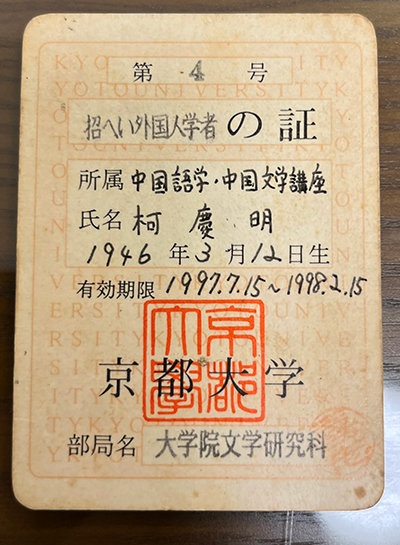 第 4 号
招へい外国人学者 の 証
所属 中国語学・中国文学講座
氏名 柯 慶 明
1946 年 3 月 12 日生
有効期限 1997.7.15~1998.2.15
京都大学
部局名 大学院文学研究科